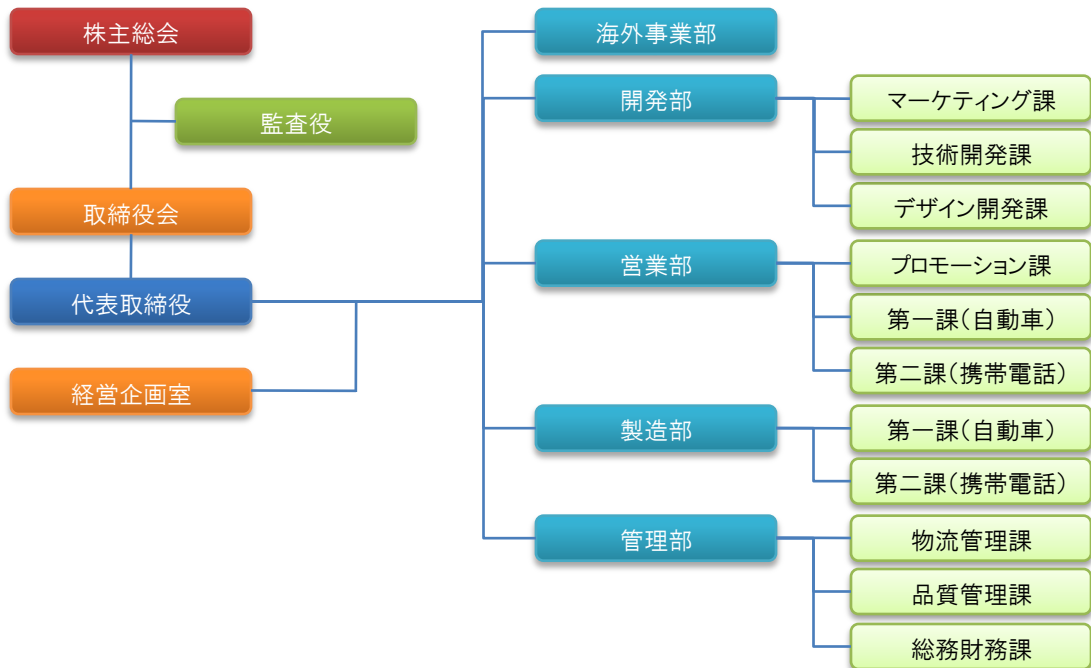 株主総会
監査役
取締役会
代表取締役
経営企画室
海外事業部
開発部
マーケティング課
技術開発課
デザイン開発課
営業部
プロモーション課
第一課(自動車)
第二課(携帯電話)
製造部
第一課(自動車)
第二課(携帯電話)
管理部
物流管理課
品質管理課
総務財務課